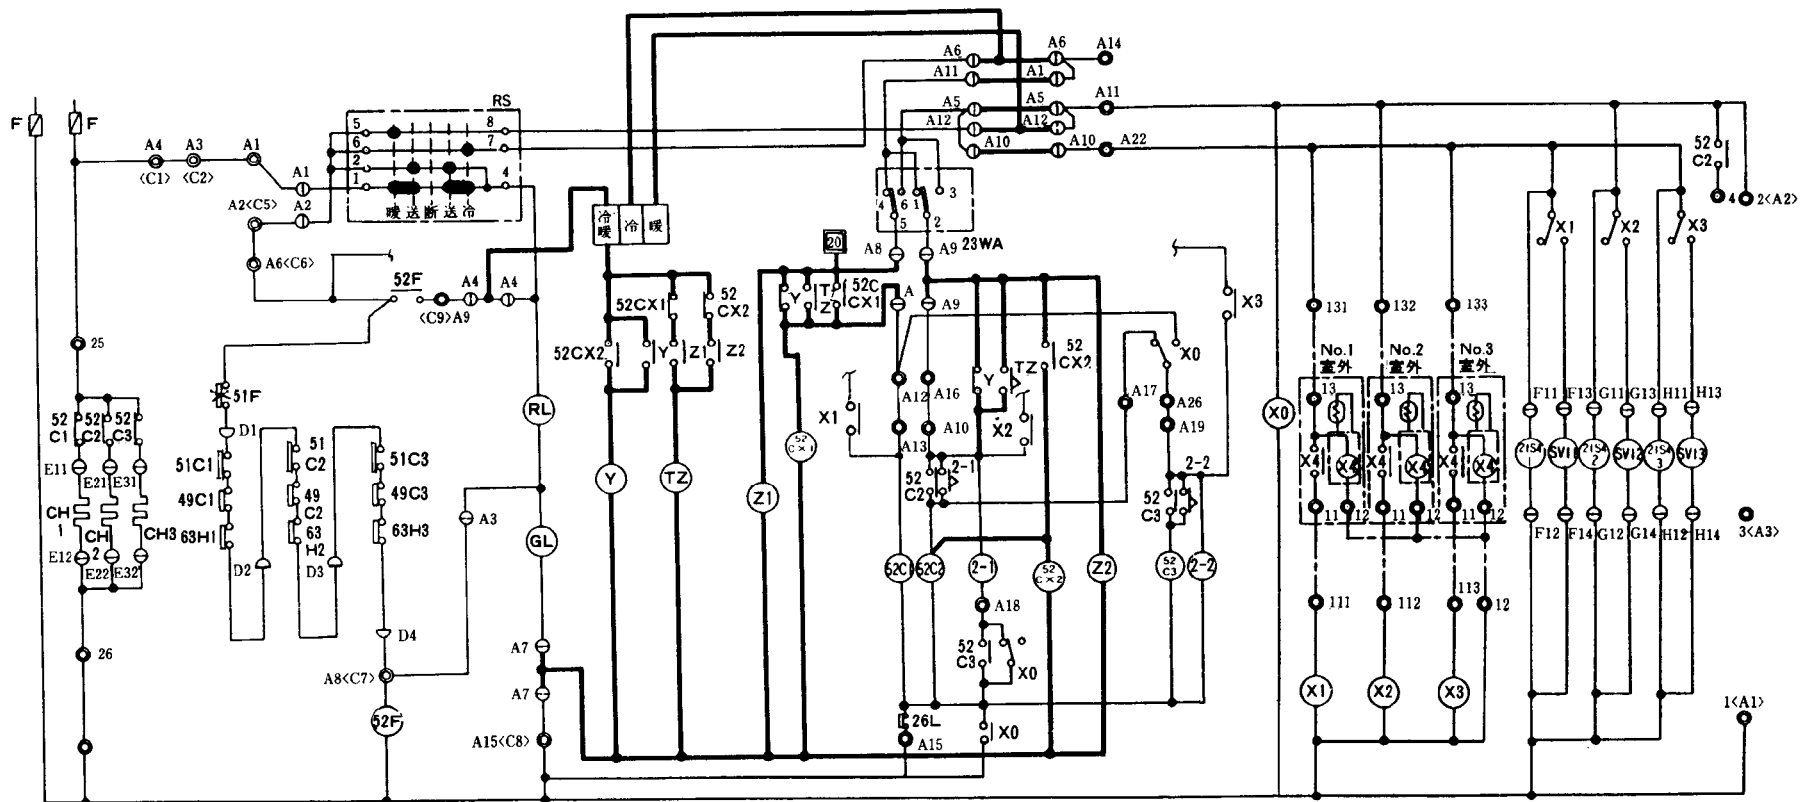 F
F
A4
<C1>
A3
<C2>
A1
A1
RS
5
6
2
1
8
7
4
暖 送 断 送 冷
A2<C5>
A2
A6<C6>
52F
A4
A4
<C9>A9
冷
暖
冷
暖
A6
A11
A5
A12
A10
A6
A1
A5
A12
A10
A14
A11
A22
4
6
1
3
5
2
23WA
A8
A9
20
52
C2
4
2<A2>
25
52
C1
52
C2
52
C3
E11
E21
E31
CH
1
CH
2
CH3
E12
E22
E32
26
51F
D1
51C1
49C1
63H1
D2
51
C2
49
C2
63
H2
D3
51C3
49C3
63H3
D4
A8<C7>
52F
A3
RL
GL
A7
A7
A15<C8>
52CX1
52
CX2
52CX2
Y
Z1
Z2
Y
TZ
Z1
Y
T
Z
52C
CX1
52
CX1
A
A9
X1
A12
A16
A13
A10
52
C2
2-1
Y
TZ
X2
52
CX2
52C1
52C2
2-1
52
CX2
Z2
A18
52
C3
X0
26L
A15
X0
X3
X0
A17
A26
A19
52
C3
2-2
52
C3
2-2
X0
131
132
133
No.1
室外
No.2
室外
No.3
室外
13
13
13
X4
X4
X4
X4
X4
X4
11
12
11
12
11
12
111
112
113
12
X1
X2
X3
X1
X2
X3
F11
F13
G11
G13
H11
H13
21S4
1
SV11
21S4
2
SV12
21S4
3
SV13
F12
F14
G12
G14
H12
H14
3<A3>
1<A1>